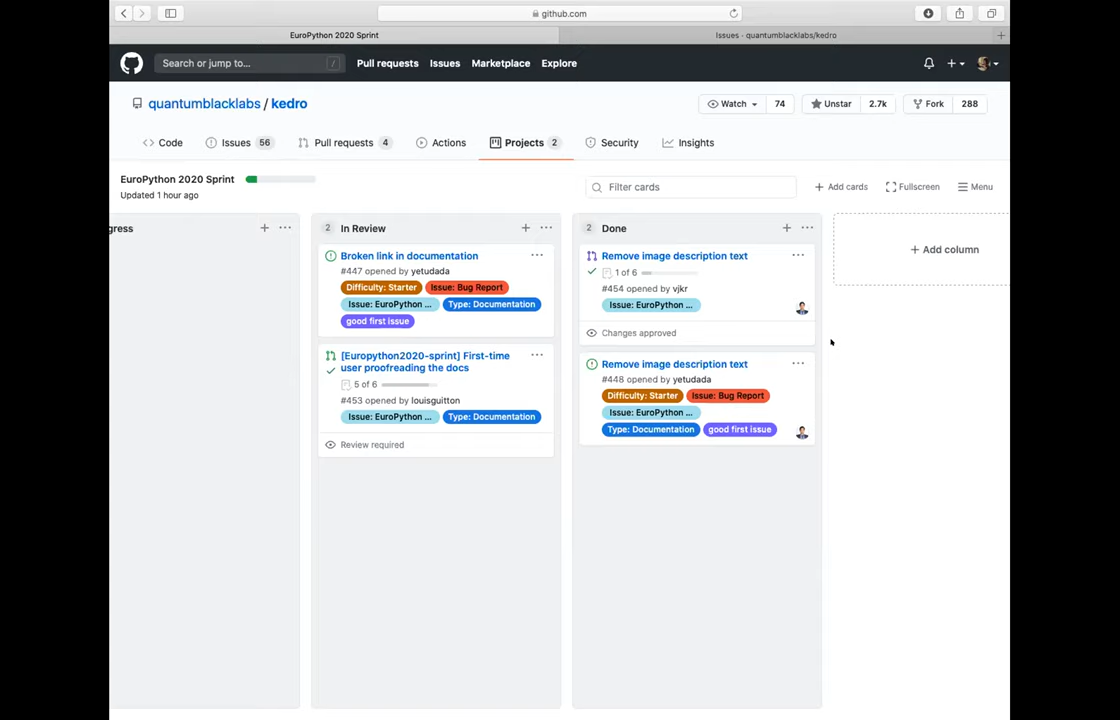 github.com
EuroPython 2020 Sprint
Issues · quantumblacklabs/kedro
Search or jump to...
/
Pull requests
Issues
Marketplace
Explore
quantumblacklabs / kedro
Watch
74
Unstar
2.7k
Fork
288
Code
Issues 56
Pull requests 4
Actions
Projects 2
Security
Insights
EuroPython 2020 Sprint
Updated 1 hour ago
Filter cards
Add cards
Fullscreen
Menu
gress
2 In Review
Broken link in documentation
#447 opened by yetudada
Difficulty: Starter
Issue: Bug Report
Issue: EuroPython ...
Type: Documentation
good first issue
[Europython2020-sprint] First-time
user proofreading the docs
5 of 6
#453 opened by louisguitton
Issue: EuroPython ...
Type: Documentation
Review required
2 Done
Remove image description text
1 of 6
#454 opened by vjkr
Issue: EuroPython ...
Changes approved
Remove image description text
#448 opened by yetudada
Difficulty: Starter
Issue: Bug Report
Issue: EuroPython ...
Type: Documentation
good first issue
Add column